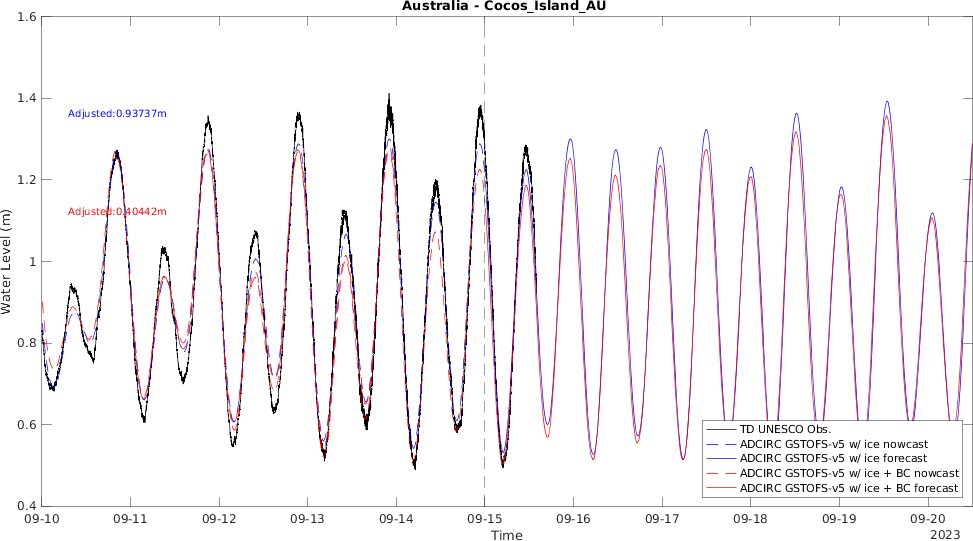 Australia - Cocos_Island_AU
1.6
1.4
1.2
1
0.8
0.6
0.4
Water Level (m)
Adjusted:0.93737m
Adjusted:0.40442m
TD UNESCO Obs.
ADCIRC GSTOFS-v5 w/ ice nowcast
ADCIRC GSTOFS-v5 w/ ice forecast
ADCIRC GSTOFS-v5 w/ ice + BC nowcast
ADCIRC GSTOFS-v5 w/ ice + BC forecast
09-10 09-11 09-12 09-13 09-14 09-15 09-16 09-17 09-18 09-19 09-20
Time
2023